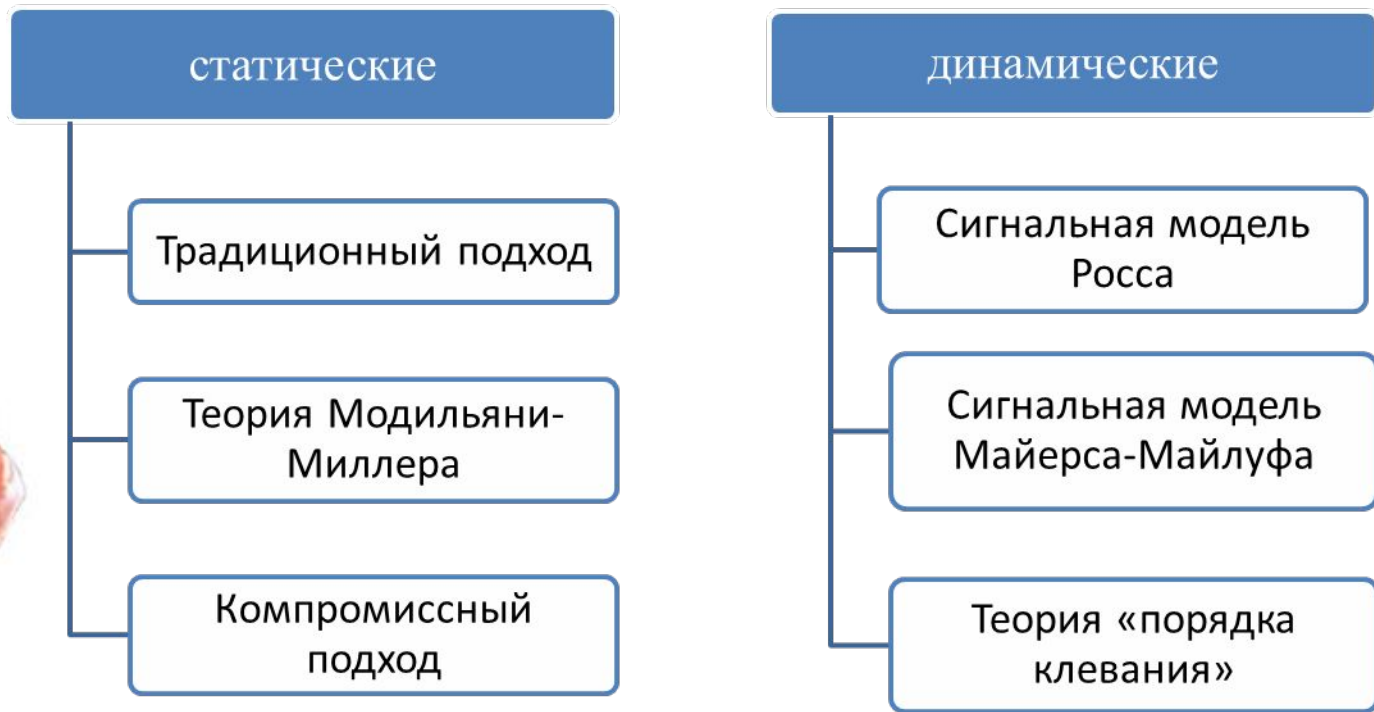 статические
Традиционный подход
Теория Модильяни-
Миллера
Компромиссный
подход
динамические
Сигнальная модель
Росса
Сигнальная модель
Майерса-Майлуфа
Теория «порядка
клевания»